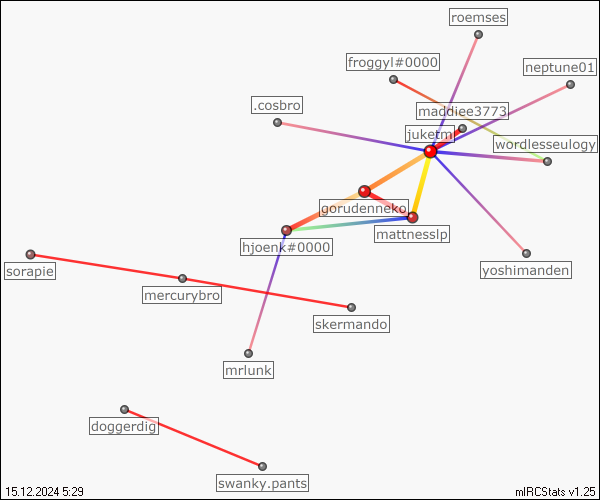 roemses
froggyl#0000
neptune01
.cosbro
maddiee3773
juketm
wordlesseulogy
gorudenneko
mattnesslp
hjoenk#0000
yoshimanden
sorapie
mercurybro
skermando
mrlunk
doggerdig
swanky.pants
15.12.2024 5:29
mIRCStats v1.25